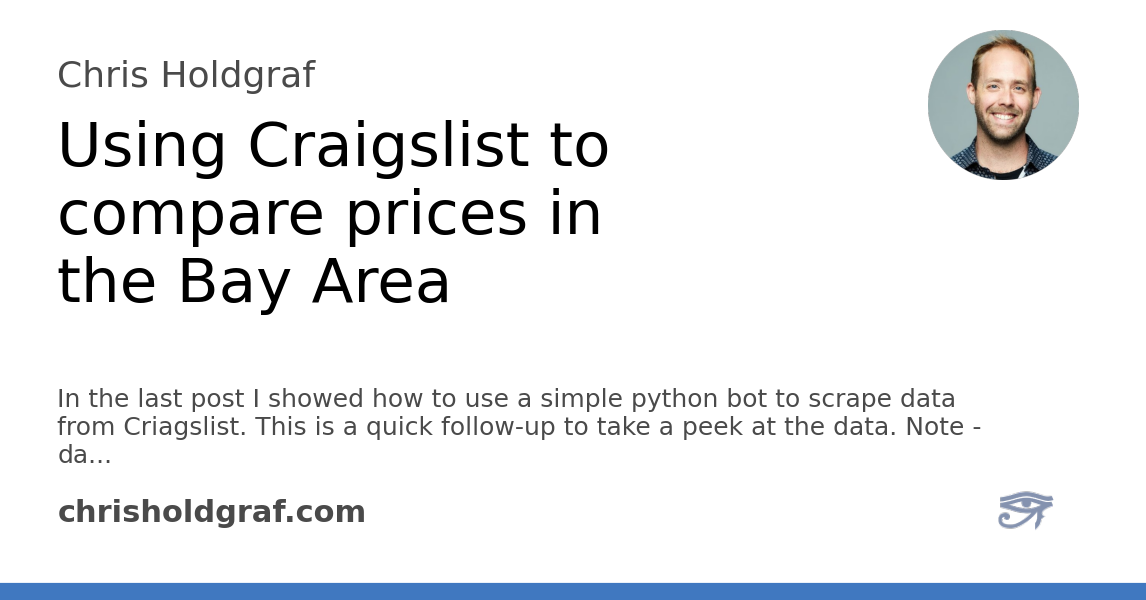 Chris Holdgraf
Using Craigslist to
compare prices in
the Bay Area
In the last post I showed how to use a simple python bot to scrape data
from Criagslist. This is a quick follow-up to take a peek at the data. Note -
da...
chrisholdgraf.com